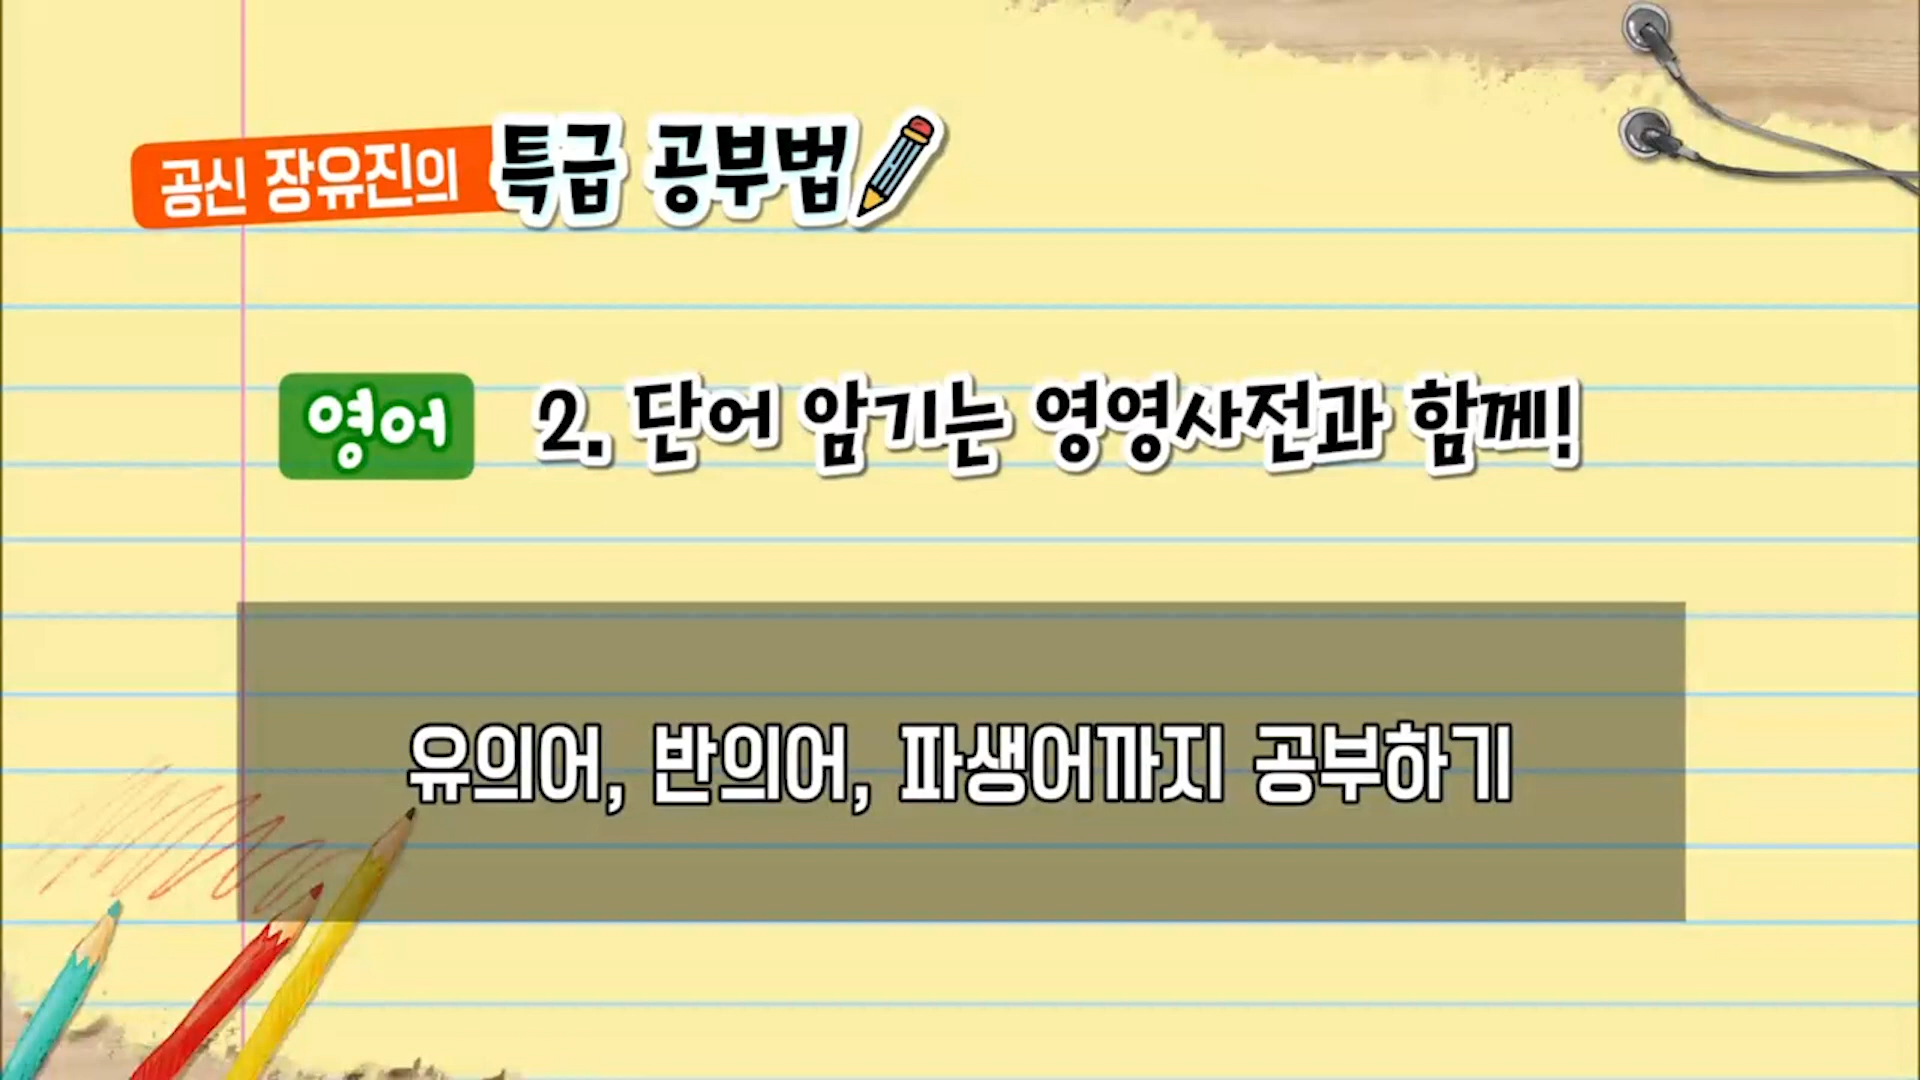 공신 장유진의 특급 공부법
영어 2. 단어 암기는 영영사전과 함께!
유의어, 반의어, 파생어까지 공부하기